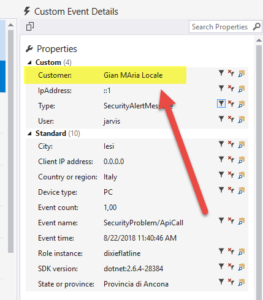 Custom Event Details
Search Properties
Properties
Custom (4)
Customer: Gian MAria Locale
IpAddress: ::1
Type:
User: jarvis
Standard (10)
City: Iesi
Client IP address: 0.0.0.0
Country or region: Italy
Device type: PC
Event count: 1,00
Event name: SecurityProblem/ApiCall
Event time: 8/22/2018 11:40:46 AM
Role instance: dixieflatline
SDK version: dotnet:2.6.4-28384
State or province: Provincia di Ancona